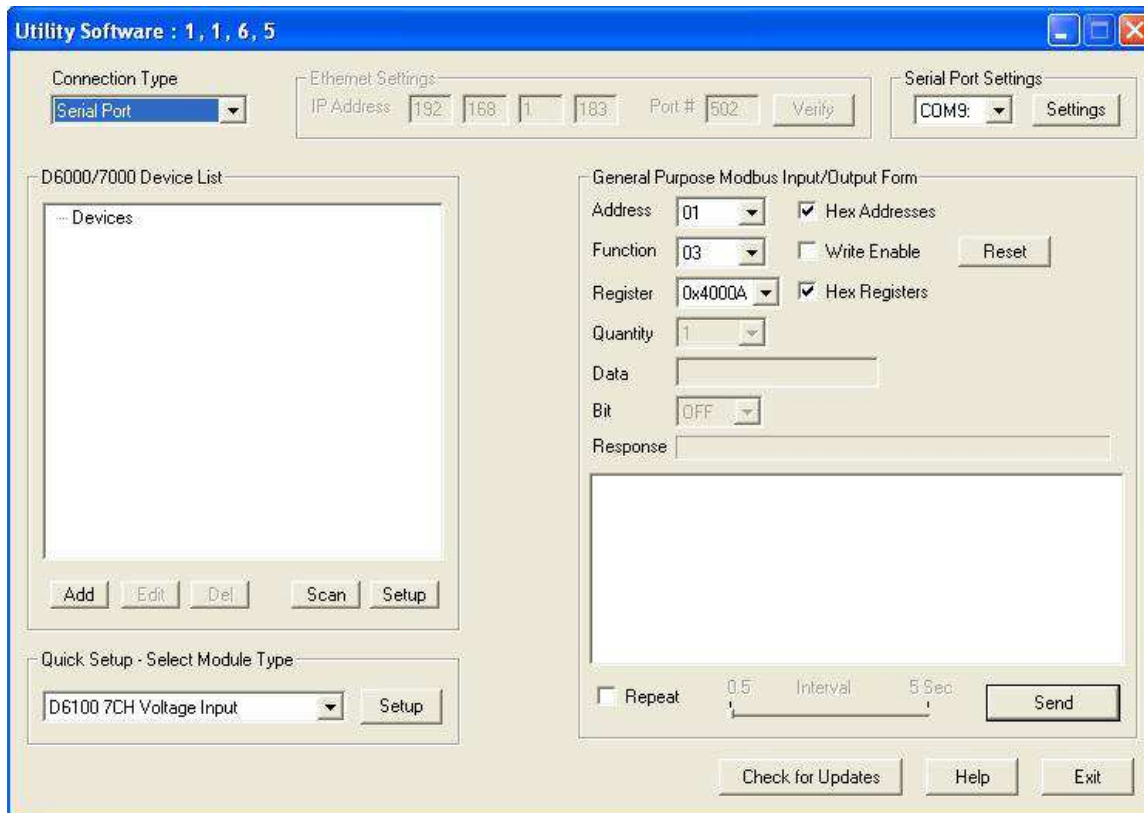 Utility Software : 1, 1, 6, 5
Connection Type
Serial Port
Ethernet Settings
IP Address 192 168 1 183 Port # 502 Verify
Serial Port Settings
COM9: Settings
D6000/7000 Device List
Devices
Add Edit Del Scan Setup
Quick Setup - Select Module Type
D6100 7CH Voltage Input Setup
General Purpose Modbus Input/Output Form
Address 01 Hex Addresses
Function 03 Write Enable Reset
Register 0x4000A Hex Registers
Quantity 1
Data
Bit OFF
Response
Repeat 0.5 Interval 5 Sec Send
Check for Updates Help Exit